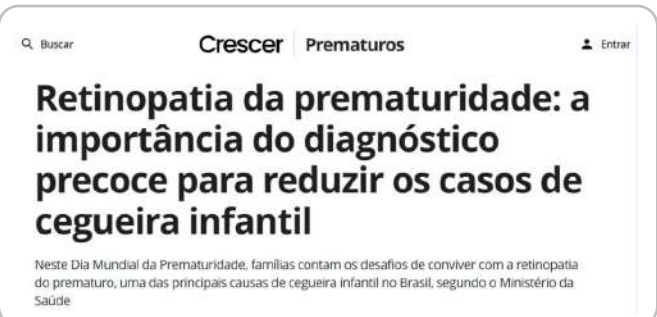 Buscar Crescer Prematuros Entrar
Retinopatia da prematuridade: a
importância do diagnóstico
precoce para reduzir os casos de
cegueira infantil
Neste Dia Mundial da Prematuridade, famílias contam os desafios de conviver com a retinopatia
do prematuro, uma das principais causas de cegueira infantil no Brasil, segundo o Ministério da
Saúde